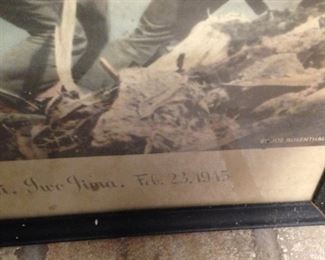 BY JOE ROSENTHAL
Iwo Jima. Feb. 23, 1945